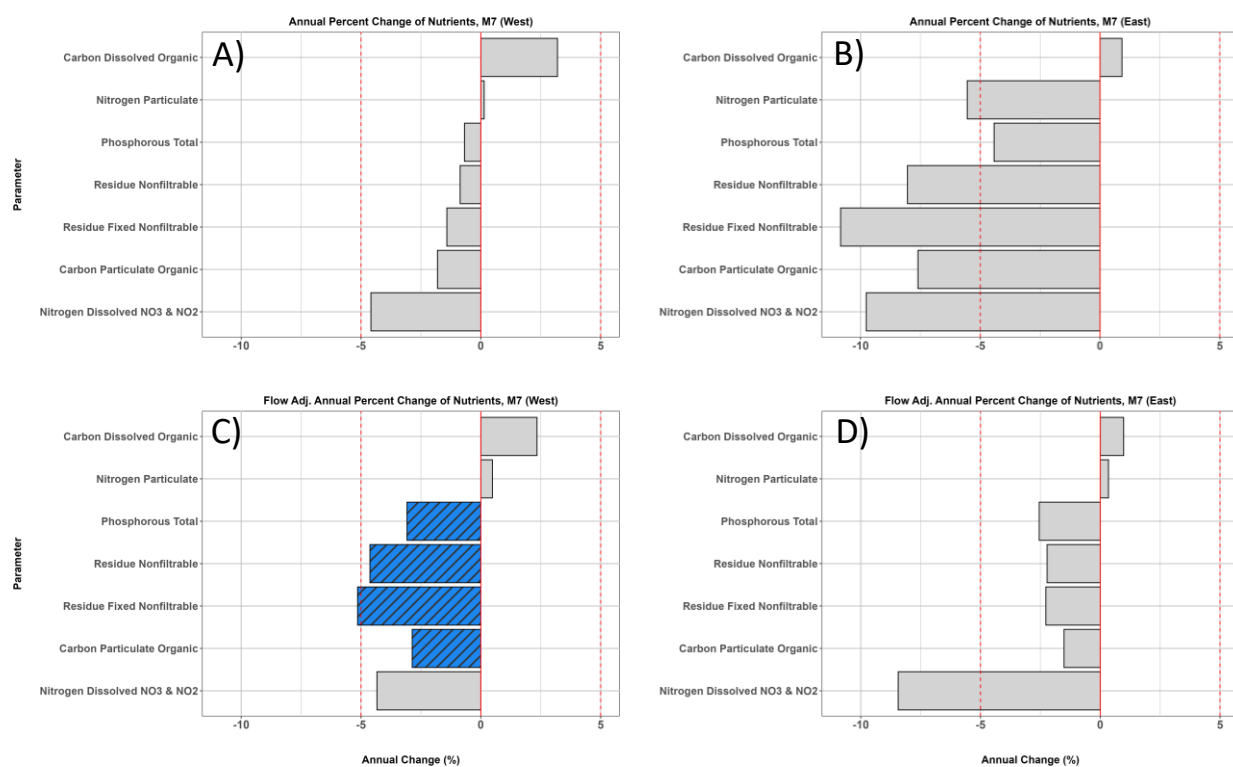 Annual Percent Change of Nutrients, M7 (West)
A)
Carbon Dissolved Organic
Nitrogen Particulate
Phosphorous Total
Residue Nonfiltrable
Residue Fixed Nonfiltrable
Carbon Particulate Organic
Nitrogen Dissolved NO3 & NO2
Parameter
-10 -5 0 5
Annual Percent Change of Nutrients, M7 (East)
B)
Carbon Dissolved Organic
Nitrogen Particulate
Phosphorous Total
Residue Nonfiltrable
Residue Fixed Nonfiltrable
Carbon Particulate Organic
Nitrogen Dissolved NO3 & NO2
-10 -5 0 5
Flow Adj. Annual Percent Change of Nutrients, M7 (West)
C)
Carbon Dissolved Organic
Nitrogen Particulate
Phosphorous Total
Residue Nonfiltrable
Residue Fixed Nonfiltrable
Carbon Particulate Organic
Nitrogen Dissolved NO3 & NO2
Parameter
-10 -5 0 5
Annual Change (%)
Flow Adj. Annual Percent Change of Nutrients, M7 (East)
D)
Carbon Dissolved Organic
Nitrogen Particulate
Phosphorous Total
Residue Nonfiltrable
Residue Fixed Nonfiltrable
Carbon Particulate Organic
Nitrogen Dissolved NO3 & NO2
-10 -5 0 5
Annual Change (%)